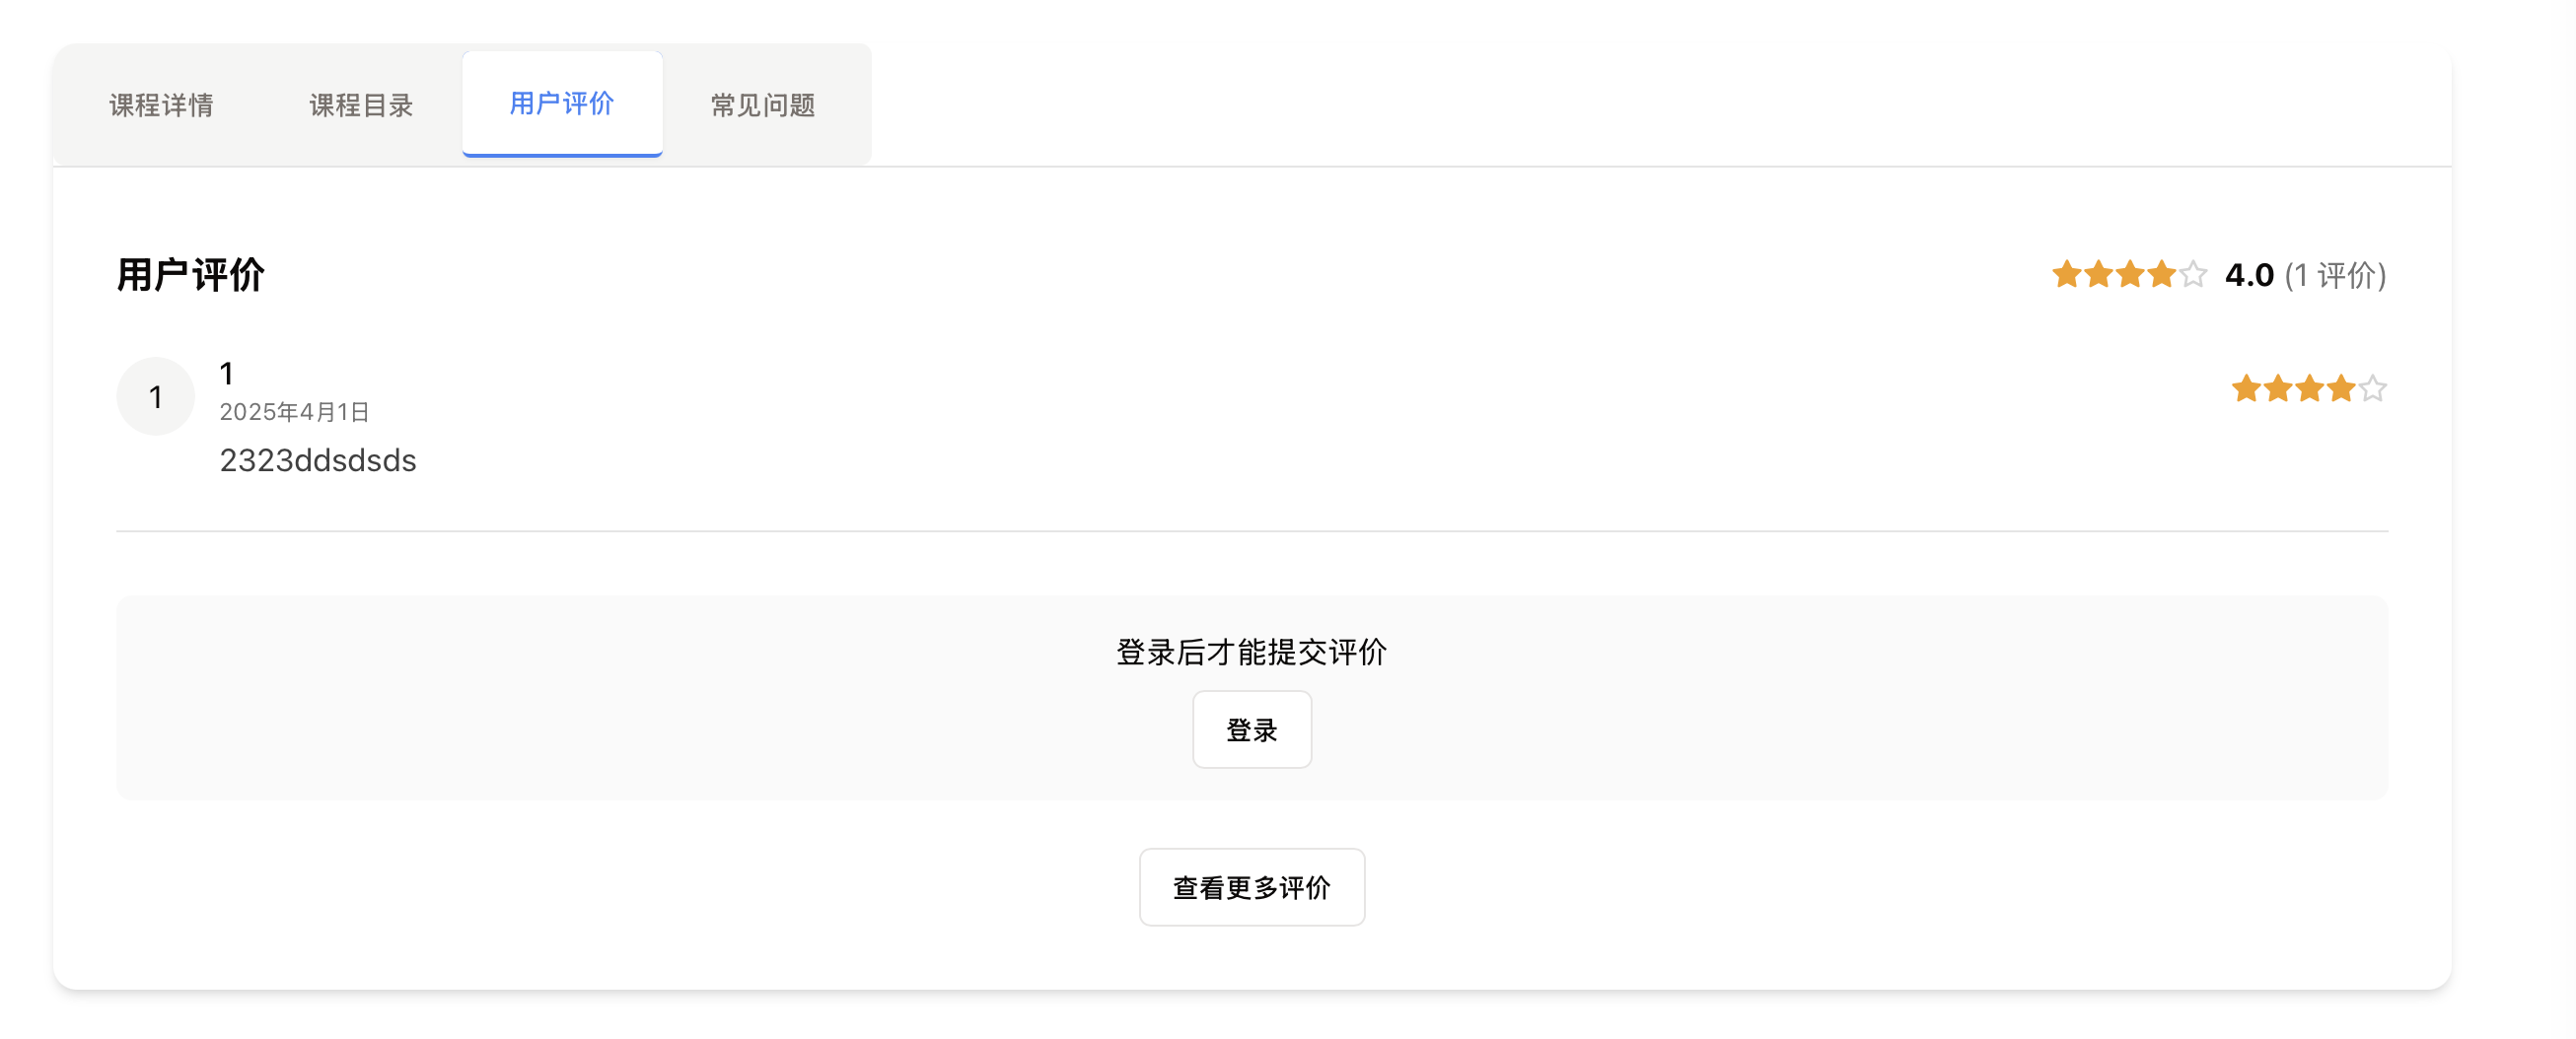 课程详情 课程目录 用户评价 常见问题
用户评价 4.0 (1 评价)
1 1
2025年4月1日
2323ddsdsds
登录后才能提交评价
登录
查看更多评价